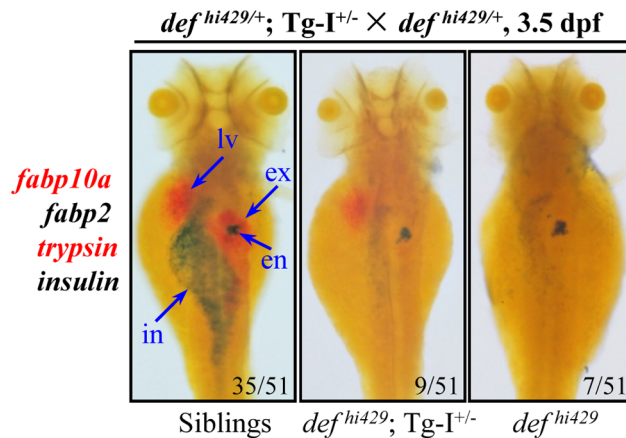 def hi429/+; Tg-I+/- × def hi429/+, 3.5 dpf
fabp10a
fabp2
trypsin
insulin
lv
ex
en
in
35/51
9/51
7/51
Siblings
def hi429; Tg-I+/-
def hi429